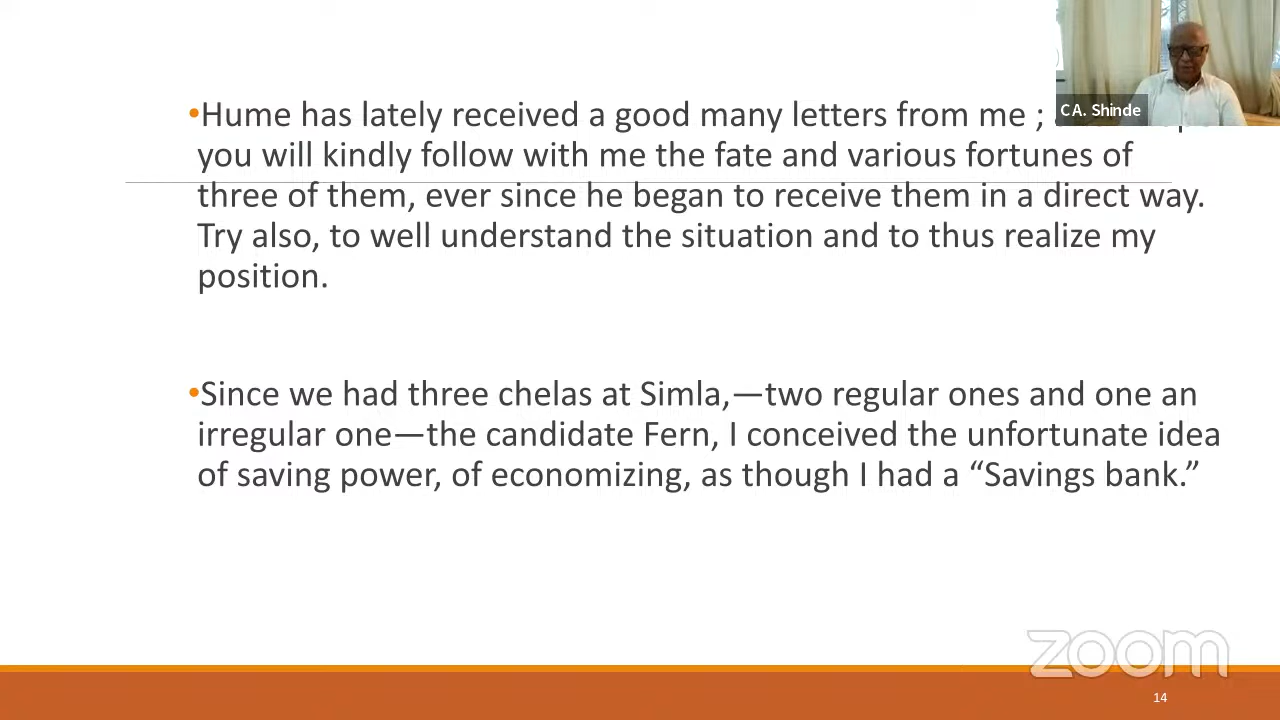 •Hume has lately received a good many letters from me ;
you will kindly follow with me the fate and various fortunes of
three of them, ever since he began to receive them in a direct way.
Try also, to well understand the situation and to thus realize my
position.
•Since we had three chelas at Simla,—two regular ones and one an
irregular one—the candidate Fern, I conceived the unfortunate idea
of saving power, of economizing, as though I had a “Savings bank.”
C A. Shinde
zoom
14